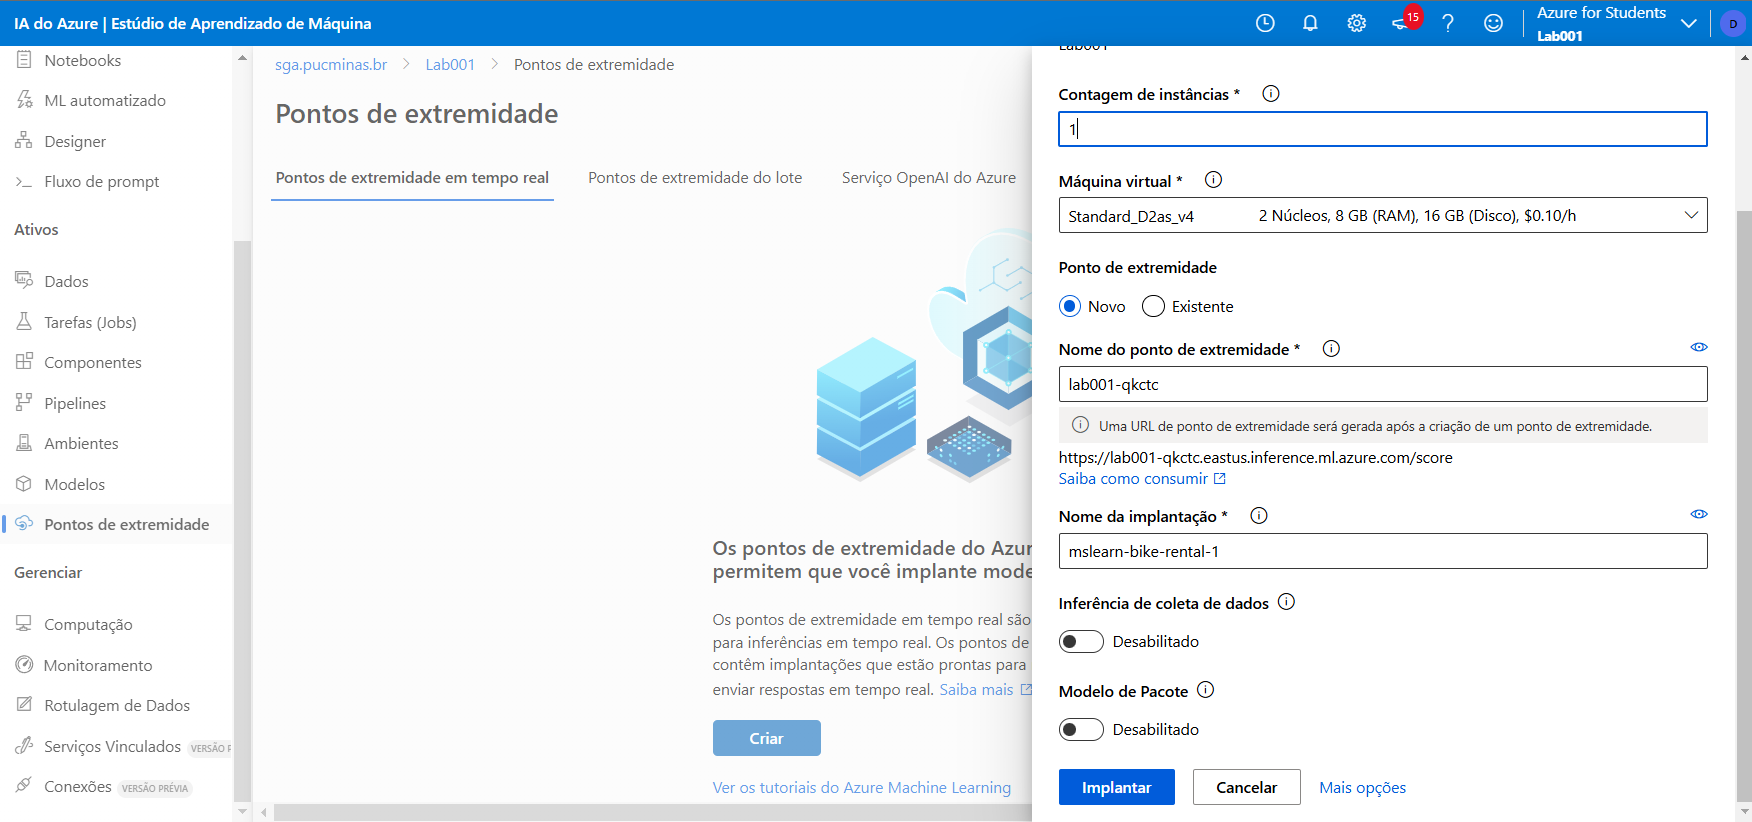 IA do Azure | Estúdio de Aprendizado de Máquina
15
Azure for Students
Lab001
D
Notebooks
ML automatizado
Designer
Fluxo de prompt
Ativos
Dados
Tarefas (Jobs)
Componentes
Pipelines
Ambientes
Modelos
Pontos de extremidade
Gerenciar
Computação
Monitoramento
Rotulagem de Dados
Serviços Vinculados VERSÃO P
Conexões VERSÃO PRÉVIA
sga.pucminas.br > Lab001 > Pontos de extremidade
Pontos de extremidade
Pontos de extremidade em tempo real
Pontos de extremidade do lote
Serviço OpenAI do Azure
Os pontos de extremidade do Azur
permitem que você implante mode
Os pontos de extremidade em tempo real são
para inferências em tempo real. Os pontos de
contêm implantações que estão prontas para
enviar respostas em tempo real. Saiba mais
Criar
Ver os tutoriais do Azure Machine Learning
Lab001
Contagem de instâncias *
1
Máquina virtual *
Standard_D2as_v4 2 Núcleos, 8 GB (RAM), 16 GB (Disco), $0.10/h
Ponto de extremidade
Novo
Existente
Nome do ponto de extremidade *
lab001-qkctc
Uma URL de ponto de extremidade será gerada após a criação de um ponto de extremidade.
https://lab001-qkctc.eastus.inference.ml.azure.com/score
Saiba como consumir
Nome da implantação *
mslearn-bike-rental-1
Inferência de coleta de dados
Desabilitado
Modelo de Pacote
Desabilitado
Implantar
Cancelar
Mais opções